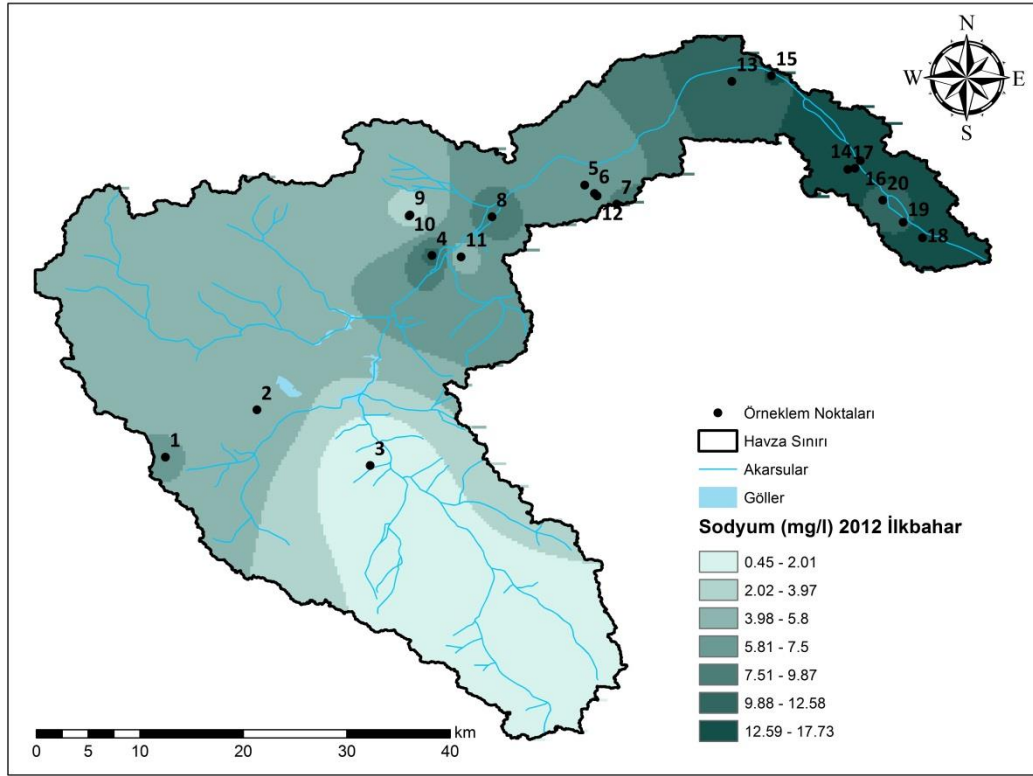 N
W E
S
13
15
14 17
5
6
7
16 20
12
9
10
8
19
4
11
18
2
1
3
Örneklem Noktaları
Havza Sınırı
Akarsular
Göller
Sodyum (mg/l) 2012 İlkbahar
0.45 - 2.01
2.02 - 3.97
3.98 - 5.8
5.81 - 7.5
7.51 - 9.87
9.88 - 12.58
12.59 - 17.73
km
0 5 10 20 30 40